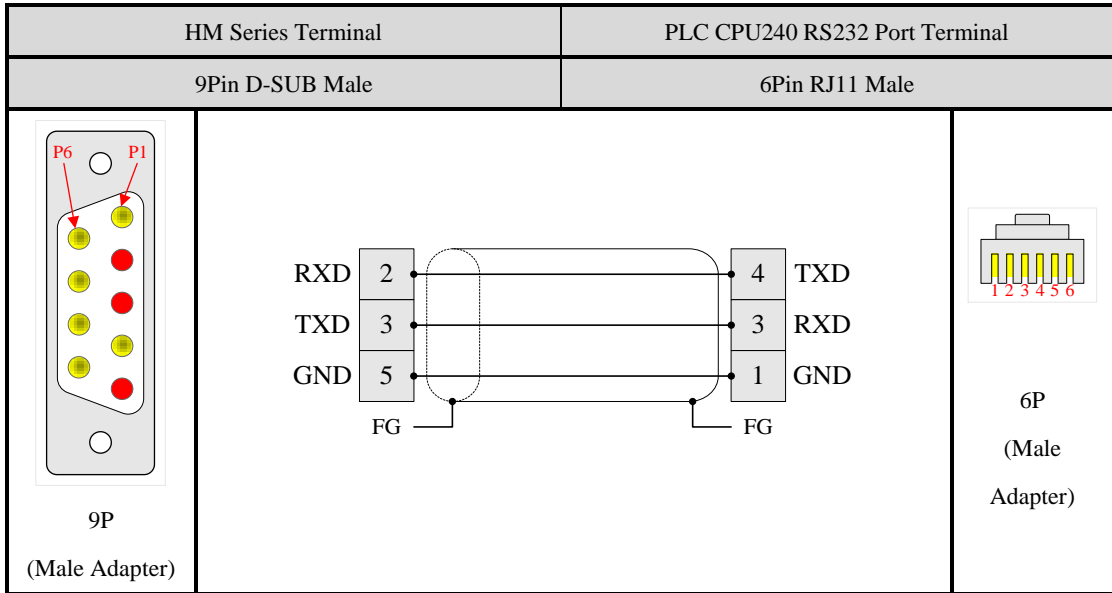 HM Series Terminal
PLC CPU240 RS232 Port Terminal
9Pin D-SUB Male
6Pin RJ11 Male
P6 P1
9P
(Male Adapter)
RXD 2 4 TXD
TXD 3 3 RXD
GND 5 1 GND
FG FG
1 2 3 4 5 6
6P
(Male
Adapter)